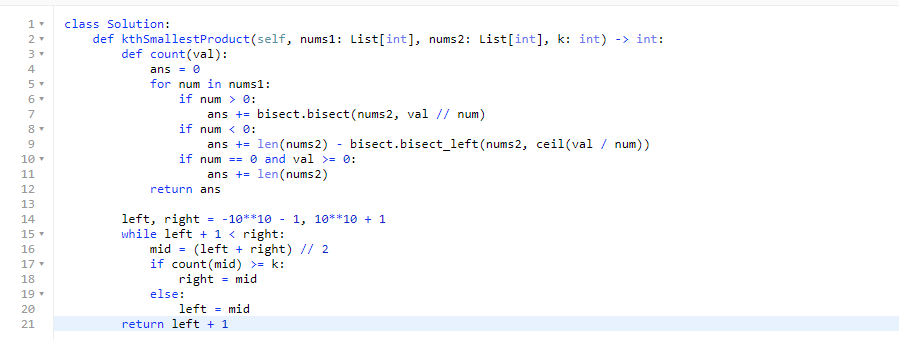 1 class Solution:
2 def kthSmallestProduct(self, nums1: List[int], nums2: List[int], k: int) -> int:
3 def count(val):
4 ans = 0
5 for num in nums1:
6 if num > 0:
7 ans += bisect.bisect(nums2, val // num)
8 if num < 0:
9 ans += len(nums2) - bisect.bisect_left(nums2, ceil(val / num))
10 if num == 0 and val >= 0:
11 ans += len(nums2)
12 return ans
13
14 left, right = -10**10 - 1, 10**10 + 1
15 while left + 1 < right:
16 mid = (left + right) // 2
17 if count(mid) >= k:
18 right = mid
19 else:
20 left = mid
21 return left + 1